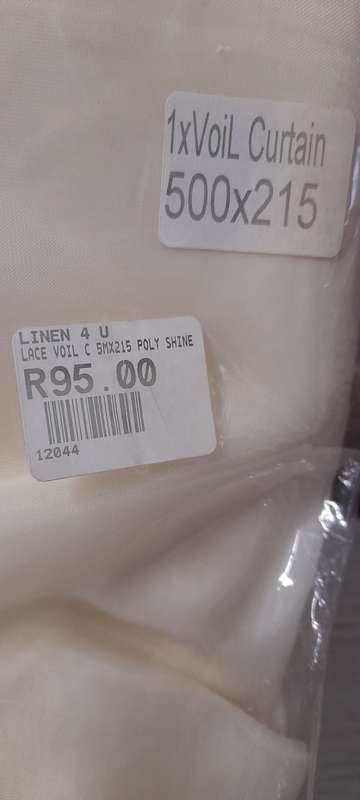 1xVoiL Curtain
500x215
LINEN 4 U
LACE VOIL C 5MX215 POLY SHINE
R95.00
12044